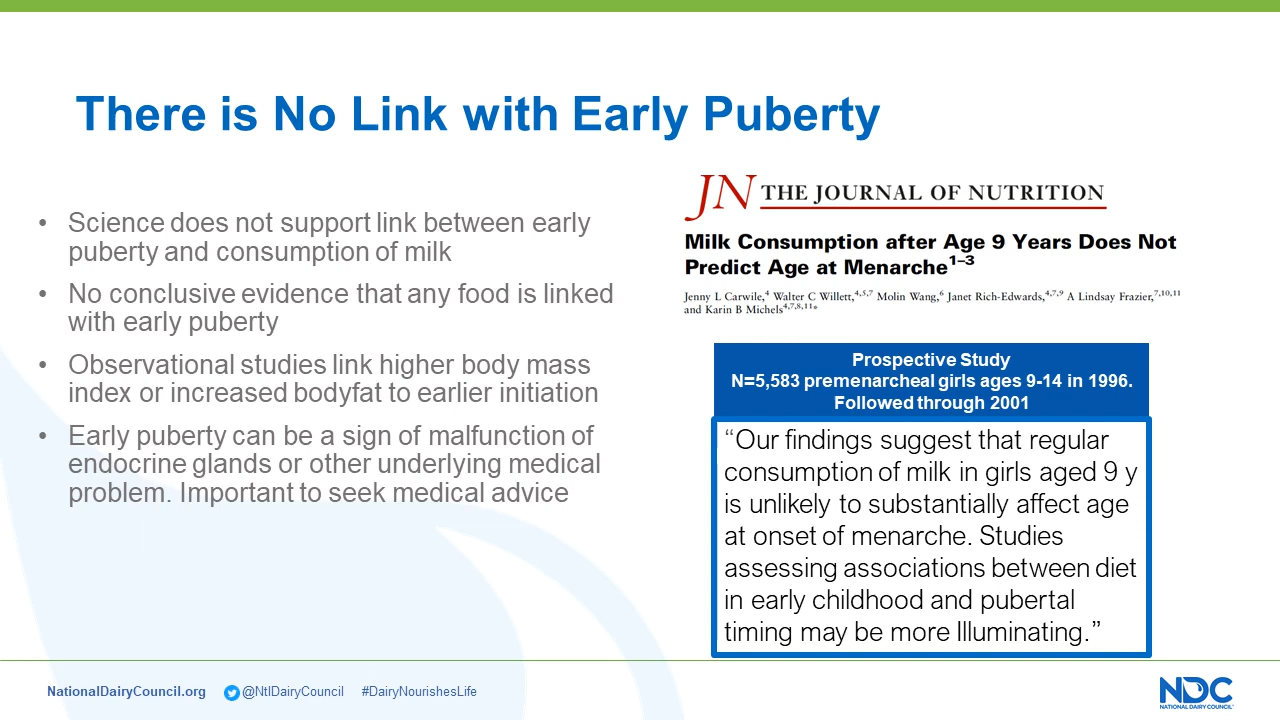 There is No Link with Early Puberty
• Science does not support link between early
puberty and consumption of milk
• No conclusive evidence that any food is linked
with early puberty
• Observational studies link higher body mass
index or increased bodyfat to earlier initiation
• Early puberty can be a sign of malfunction of
endocrine glands or other underlying medical
problem. Important to seek medical advice
JN THE JOURNAL OF NUTRITION
Milk Consumption after Age 9 Years Does Not
Predict Age at Menarche1–3
Jenny L Carwile,4 Walter C Willett,4,5,7 Molin Wang,6 Janet Rich-Edwards,4,7,9 A Lindsay Frazier,7,10,11
and Karin B Michels4,7,8,11*
Prospective Study
N=5,583 premenarcheal girls ages 9-14 in 1996.
Followed through 2001
“Our findings suggest that regular
consumption of milk in girls aged 9 y
is unlikely to substantially affect age
at onset of menarche. Studies
assessing associations between diet
in early childhood and pubertal
timing may be more Illuminating.”
NationalDairyCouncil.org @NtlDairyCouncil #DairyNourishesLife
NDC
NATIONAL DAIRY COUNCIL